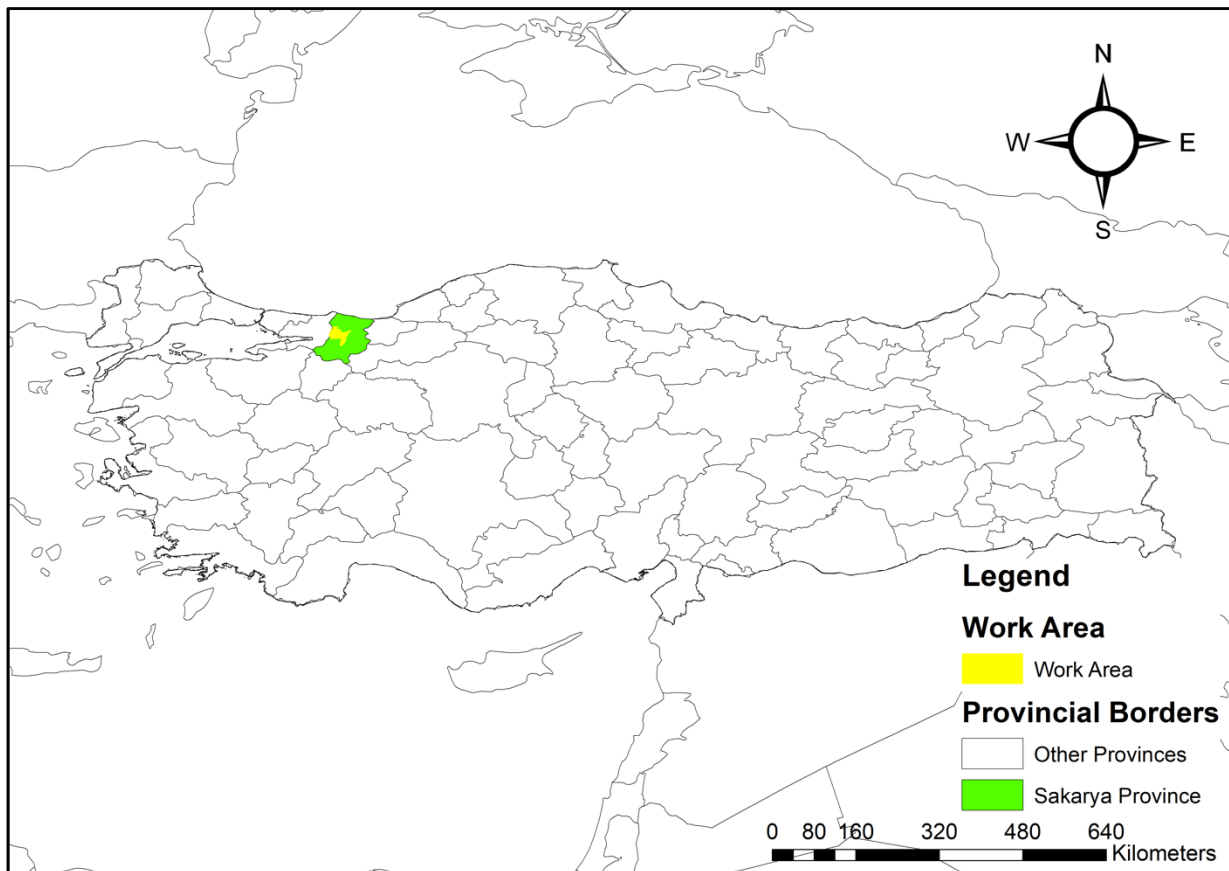 N
W E
S
Legend
Work Area
Work Area
Provincial Borders
Other Provinces
Sakarya Province
0 80 160 320 480 640
Kilometers